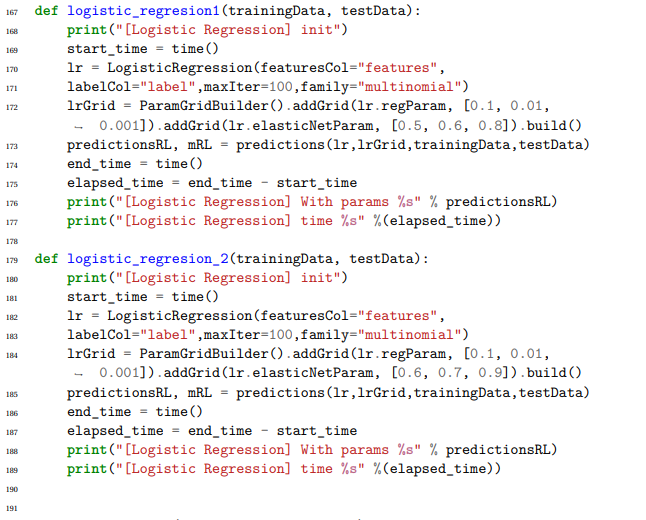 167 def logistic_regresion1(trainingData, testData):
168 print("[Logistic Regression] init")
169 start_time = time()
170 lr = LogisticRegression(featuresCol="features",
171 labelCol="label",maxIter=100,family="multinomial")
172 lrGrid = ParamGridBuilder().addGrid(lr.regParam, [0.1, 0.01,
→ 0.001]).addGrid(lr.elasticNetParam, [0.5, 0.6, 0.8]).build()
173 predictionsRL, mRL = predictions(lr,lrGrid,trainingData,testData)
174 end_time = time()
175 elapsed_time = end_time - start_time
176 print("[Logistic Regression] With params %s" % predictionsRL)
177 print("[Logistic Regression] time %s" %(elapsed_time))
178
179 def logistic_regresion_2(trainingData, testData):
180 print("[Logistic Regression] init")
181 start_time = time()
182 lr = LogisticRegression(featuresCol="features",
183 labelCol="label",maxIter=100,family="multinomial")
184 lrGrid = ParamGridBuilder().addGrid(lr.regParam, [0.1, 0.01,
→ 0.001]).addGrid(lr.elasticNetParam, [0.6, 0.7, 0.9]).build()
185 predictionsRL, mRL = predictions(lr,lrGrid,trainingData,testData)
186 end_time = time()
187 elapsed_time = end_time - start_time
188 print("[Logistic Regression] With params %s" % predictionsRL)
189 print("[Logistic Regression] time %s" %(elapsed_time))
190
191